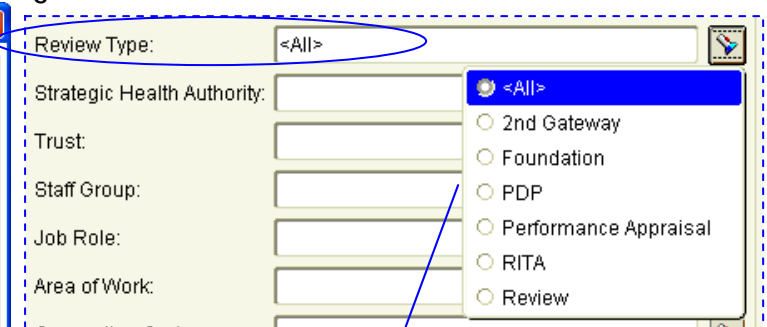 Review Type: <All>
Strategic Health Authority:
Trust:
Staff Group:
Job Role:
Area of Work:
<All>
2nd Gateway
Foundation
PDP
Performance Appraisal
RITA
Review